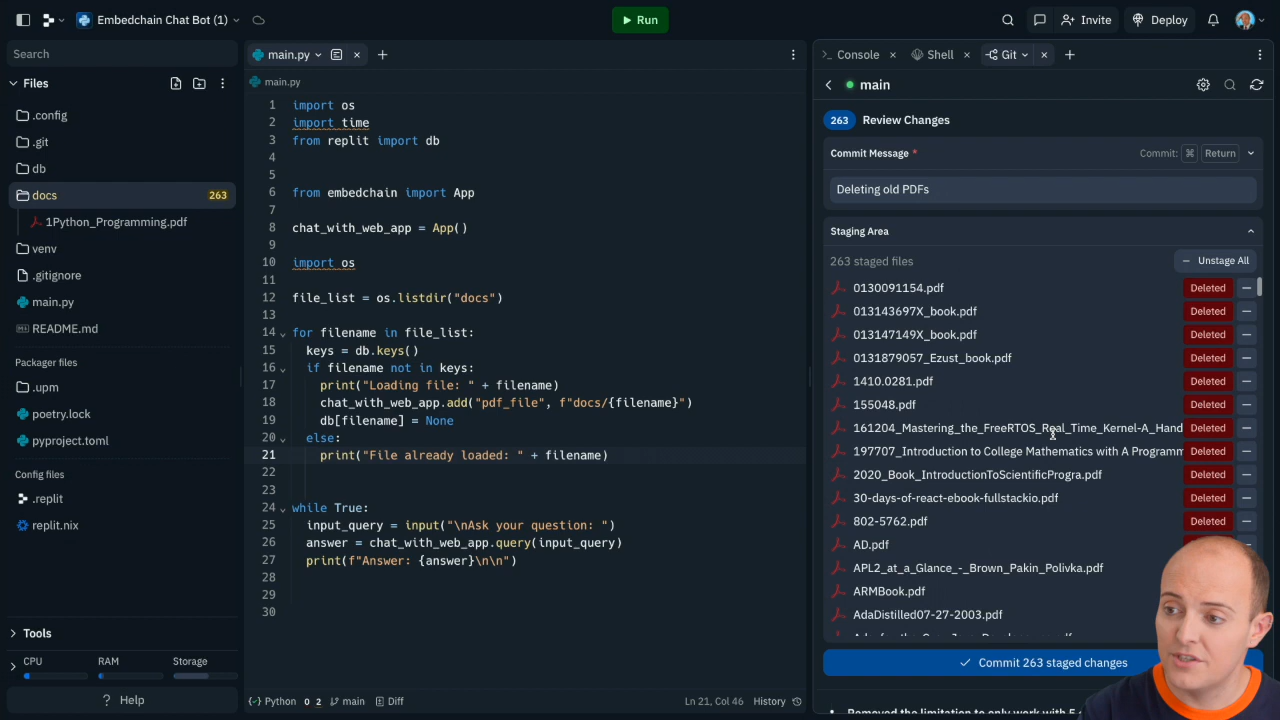 Embedchain Chat Bot (1)
Run
Invite
Deploy
Search
Files
.config
.git
db
docs
263
1Python_Programming.pdf
venv
.gitignore
main.py
README.md
Packager files
.upm
poetry.lock
pyproject.toml
Config files
.replit
replit.nix
Tools
CPU
RAM
Storage
Help
main.py
main.py
1 import os
2 import time
3 from replit import db
4
5
6 from embedchain import App
7
8 chat_with_web_app = App()
9
10 import os
11
12 file_list = os.listdir("docs")
13
14 for filename in file_list:
15 keys = db.keys()
16 if filename not in keys:
17 print("Loading file: " + filename)
18 chat_with_web_app.add("pdf_file", f"docs/{filename}")
19 db[filename] = None
20 else:
21 print("File already loaded: " + filename)
22
23
24 while True:
25 input_query = input("\nAsk your question: ")
26 answer = chat_with_web_app.query(input_query)
27 print(f"Answer: {answer}\n\n")
28
29
30
Python 0 2 main Diff
Ln 21, Col 46 History
Console
Shell
Git
main
263 Review Changes
Commit Message *
Commit: ⌘ Return
Deleting old PDFs
Staging Area
263 staged files
Unstage All
0130091154.pdf Deleted
013143697X_book.pdf Deleted
013147149X_book.pdf Deleted
0131879057_Ezust_book.pdf Deleted
1410.0281.pdf Deleted
155048.pdf Deleted
161204_Mastering_the_FreeRTOS_Real_Time_Kernel-A_Hand Deleted
197707_Introduction to College Mathematics with A Programm Deleted
2020_Book_IntroductionToScientificProgra.pdf Deleted
30-days-of-react-ebook-fullstackio.pdf Deleted
802-5762.pdf Deleted
AD.pdf
APL2_at_a_Glance_-_Brown_Pakin_Polivka.pdf
ARMBook.pdf
AdaDistilled07-27-2003.pdf
Commit 263 staged changes
Removed the limitation to only work with 5